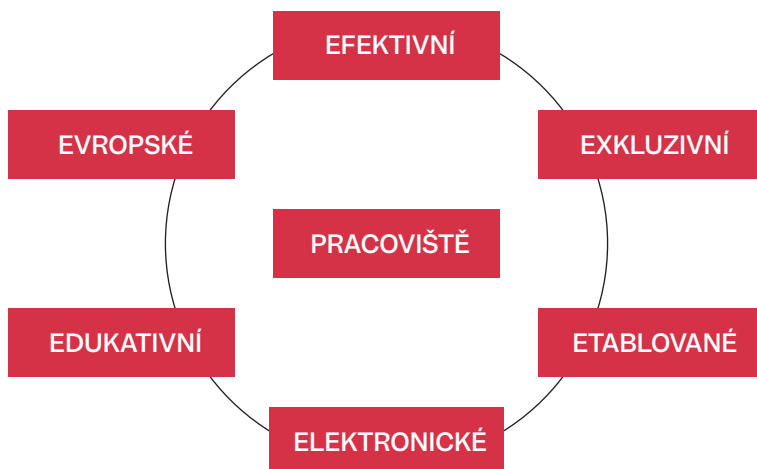 EFEKTIVNÍ
EVROPSKÉ
EXKLUZIVNÍ
PRACOVIŠTĚ
EDUKATIVNÍ
ETABLOVANÉ
ELEKTRONICKÉ